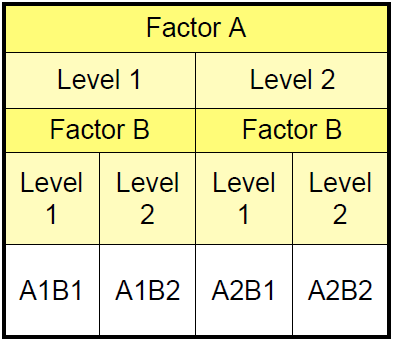 Factor A
Level 1 Level 2
Factor B Factor B
Level Level Level Level
1 2 1 2
A1B1 A1B2 A2B1 A2B2